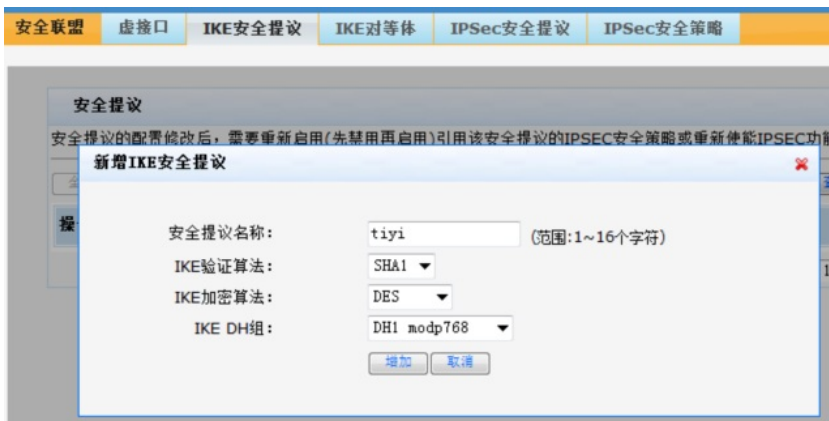 安全联盟 虚接口 IKE安全提议 IKE对等体 IPSec安全提议 IPSec安全策略
安全提议
安全提议的配置修改后，需要重新启用(先禁用再启用)引用该安全提议的IPSEC安全策略或重新使能IPSEC功能
新增IKE安全提议
操
安全提议名称： tiyi (范围:1~16个字符)
IKE验证算法： SHA1
IKE加密算法： DES
IKE DH组： DH1 modp768
增加 取消